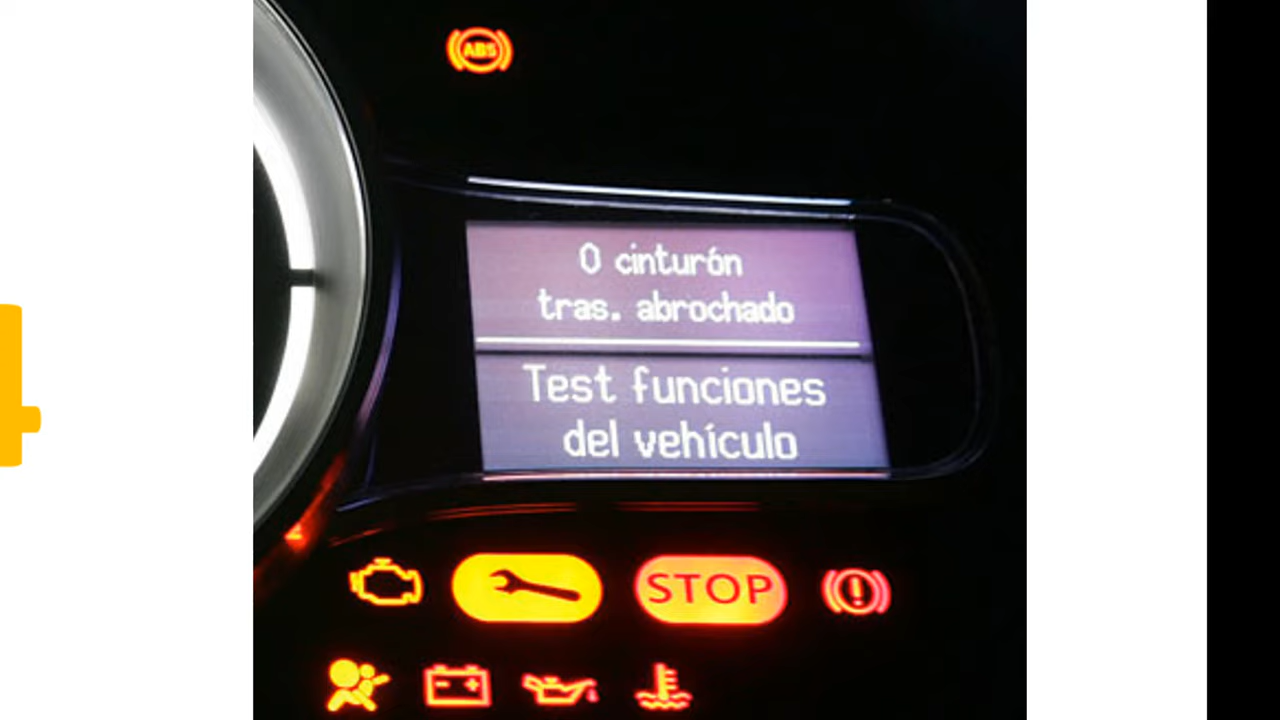 ABS
0 cinturón
tras. abrochado
Test funciones
del vehículo
STOP